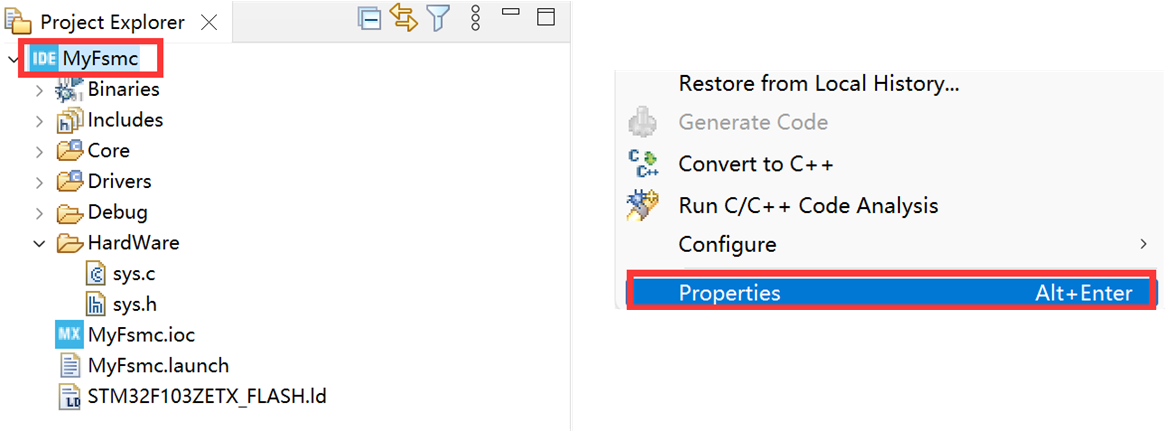 Project Explorer
IDE MyFsmc
Binaries
Includes
Core
Drivers
Debug
HardWare
sys.c
sys.h
MX MyFsmc.ioc
MyFsmc.launch
STM32F103ZETX_FLASH.ld
Restore from Local History...
Generate Code
Convert to C++
Run C/C++ Code Analysis
Configure
Properties Alt+Enter